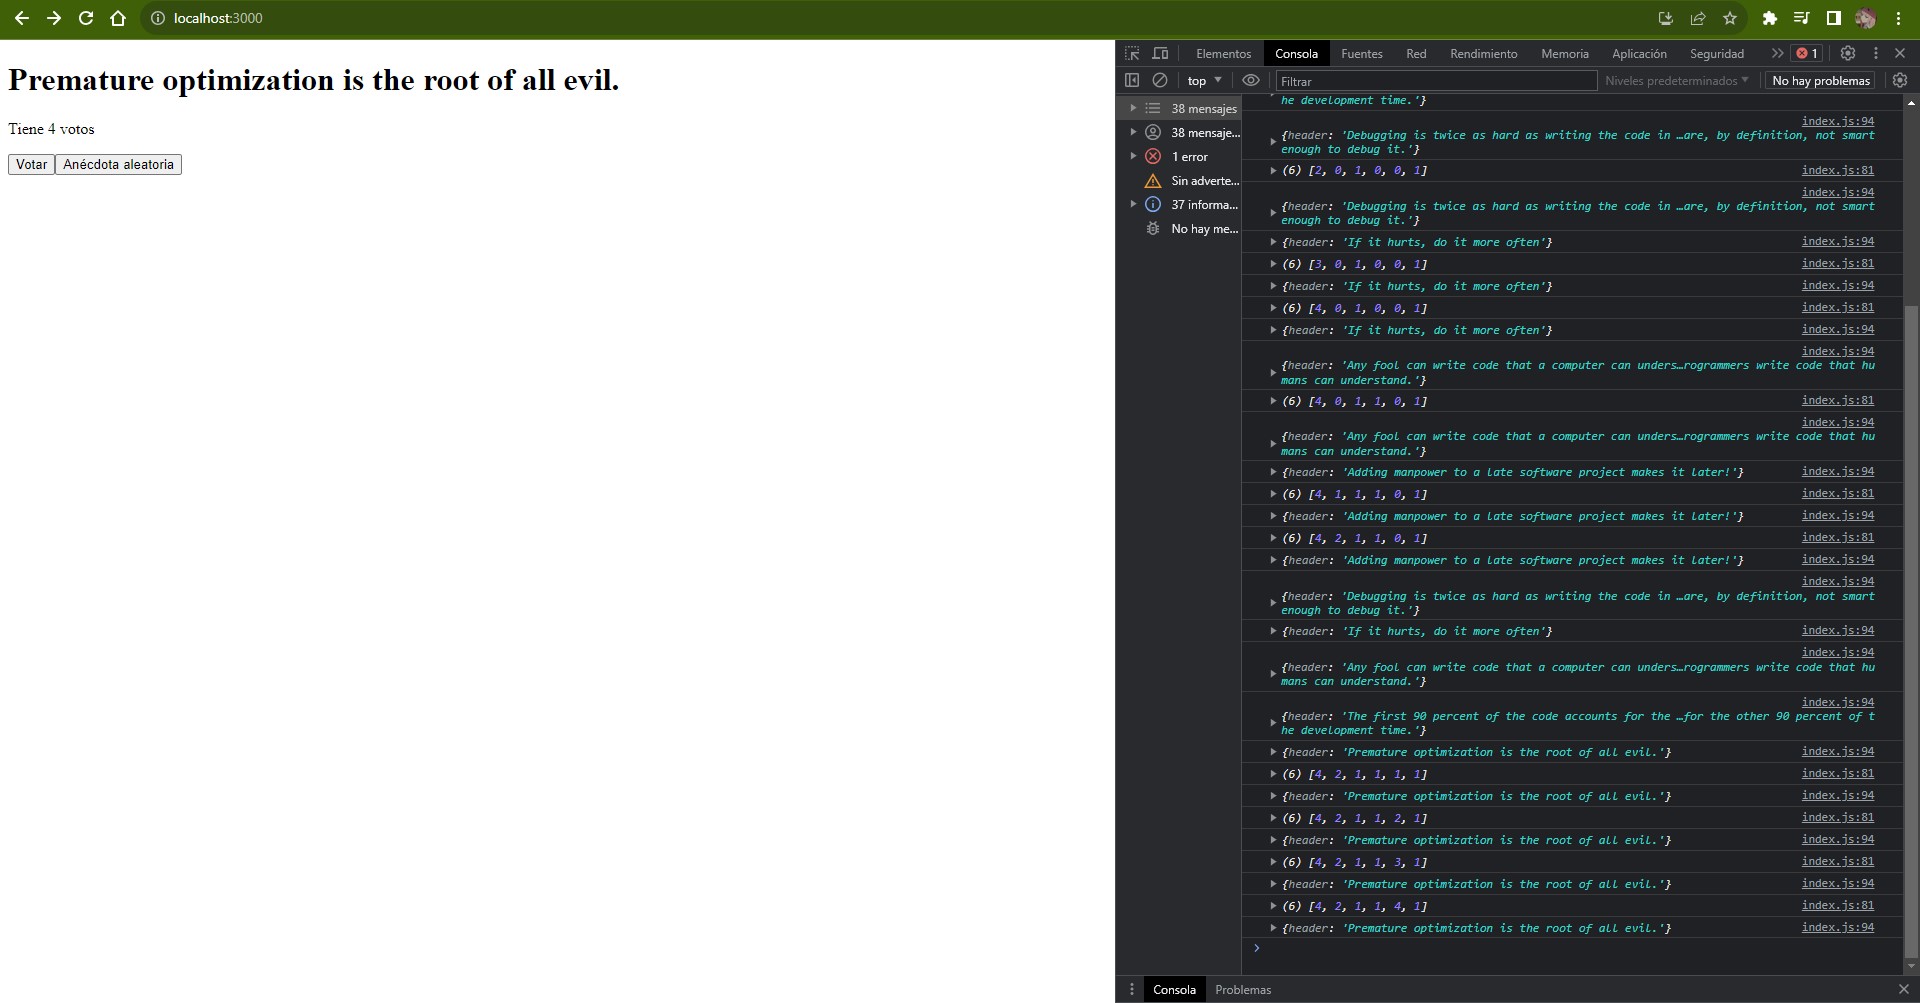 localhost:3000
Premature optimization is the root of all evil.
Tiene 4 votos
Votar
Anécdota aleatoria
Elementos Consola Fuentes Red Rendimiento Memoria Aplicación Seguridad 1
top Filtrar Niveles predeterminados No hay problemas
38 mensajes
38 mensaje...
1 error
Sin adverte...
37 informa...
No hay me...
he development time.'}
index.js:94
{header: 'Debugging is twice as hard as writing the code in …are, by definition, not smart
enough to debug it.'}
(6) [2, 0, 1, 0, 0, 1] index.js:81
index.js:94
{header: 'Debugging is twice as hard as writing the code in …are, by definition, not smart
enough to debug it.'}
{header: 'If it hurts, do it more often'} index.js:94
(6) [3, 0, 1, 0, 0, 1] index.js:81
{header: 'If it hurts, do it more often'} index.js:94
(6) [4, 0, 1, 0, 0, 1] index.js:81
{header: 'If it hurts, do it more often'} index.js:94
index.js:94
{header: 'Any fool can write code that a computer can unders…rogrammers write code that hu
mans can understand.'}
(6) [4, 0, 1, 1, 0, 1] index.js:81
index.js:94
{header: 'Any fool can write code that a computer can unders…rogrammers write code that hu
mans can understand.'}
{header: 'Adding manpower to a late software project makes it later!'} index.js:94
(6) [4, 1, 1, 1, 0, 1] index.js:81
{header: 'Adding manpower to a late software project makes it later!'} index.js:94
(6) [4, 2, 1, 1, 0, 1] index.js:81
{header: 'Adding manpower to a late software project makes it later!'} index.js:94
index.js:94
{header: 'Debugging is twice as hard as writing the code in …are, by definition, not smart
enough to debug it.'}
{header: 'If it hurts, do it more often'} index.js:94
index.js:94
{header: 'Any fool can write code that a computer can unders…rogrammers write code that hu
mans can understand.'}
index.js:94
{header: 'The first 90 percent of the code accounts for the …for the other 90 percent of t
he development time.'}
{header: 'Premature optimization is the root of all evil.'} index.js:94
(6) [4, 2, 1, 1, 1, 1] index.js:81
{header: 'Premature optimization is the root of all evil.'} index.js:94
(6) [4, 2, 1, 1, 2, 1] index.js:81
{header: 'Premature optimization is the root of all evil.'} index.js:94
(6) [4, 2, 1, 1, 3, 1] index.js:81
{header: 'Premature optimization is the root of all evil.'} index.js:94
(6) [4, 2, 1, 1, 4, 1] index.js:81
{header: 'Premature optimization is the root of all evil.'} index.js:94
Consola Problemas